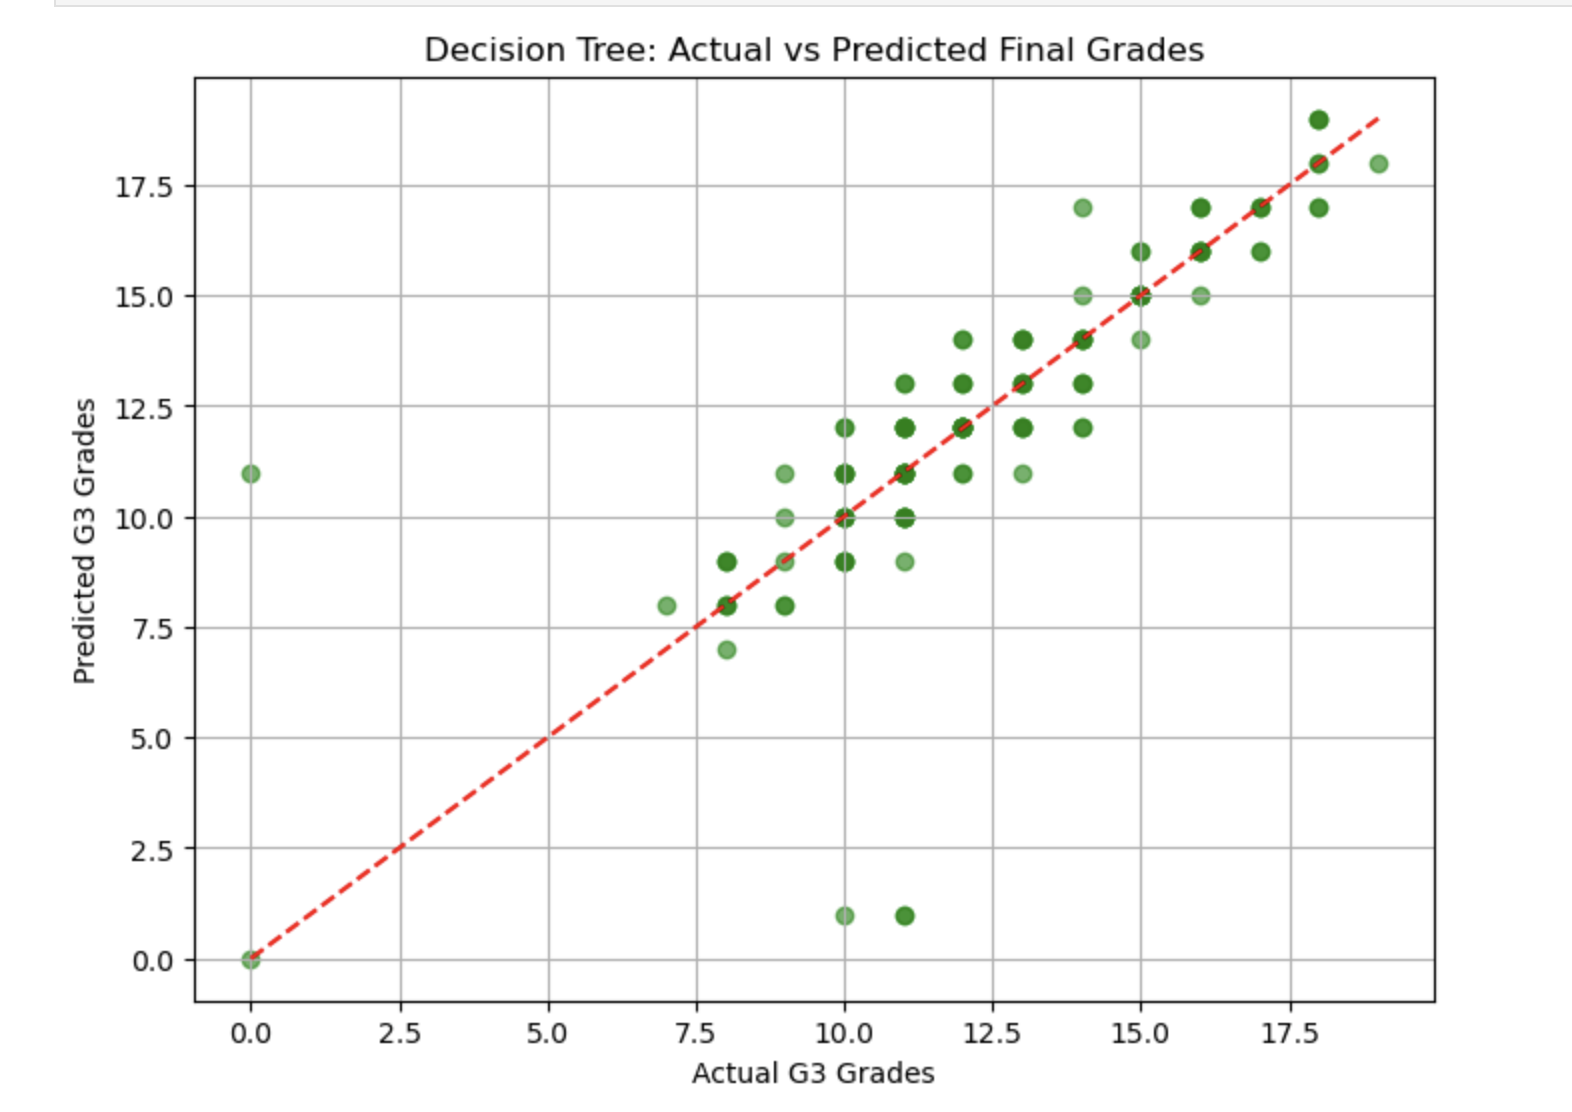 Decision Tree: Actual vs Predicted Final Grades
Predicted G3 Grades
17.5
15.0
12.5
10.0
7.5
5.0
2.5
0.0
0.0 2.5 5.0 7.5 10.0 12.5 15.0 17.5
Actual G3 Grades